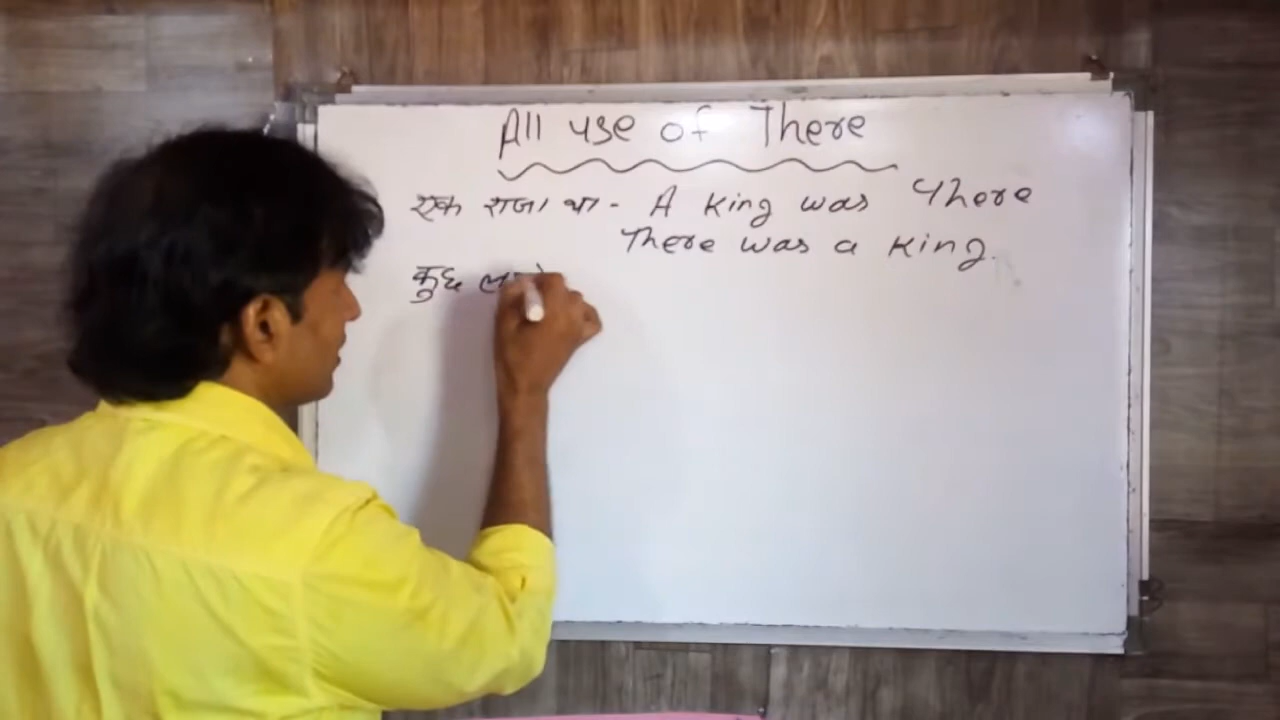 All use of There
एक राजा था - A king was there
There was a king.
कुछ